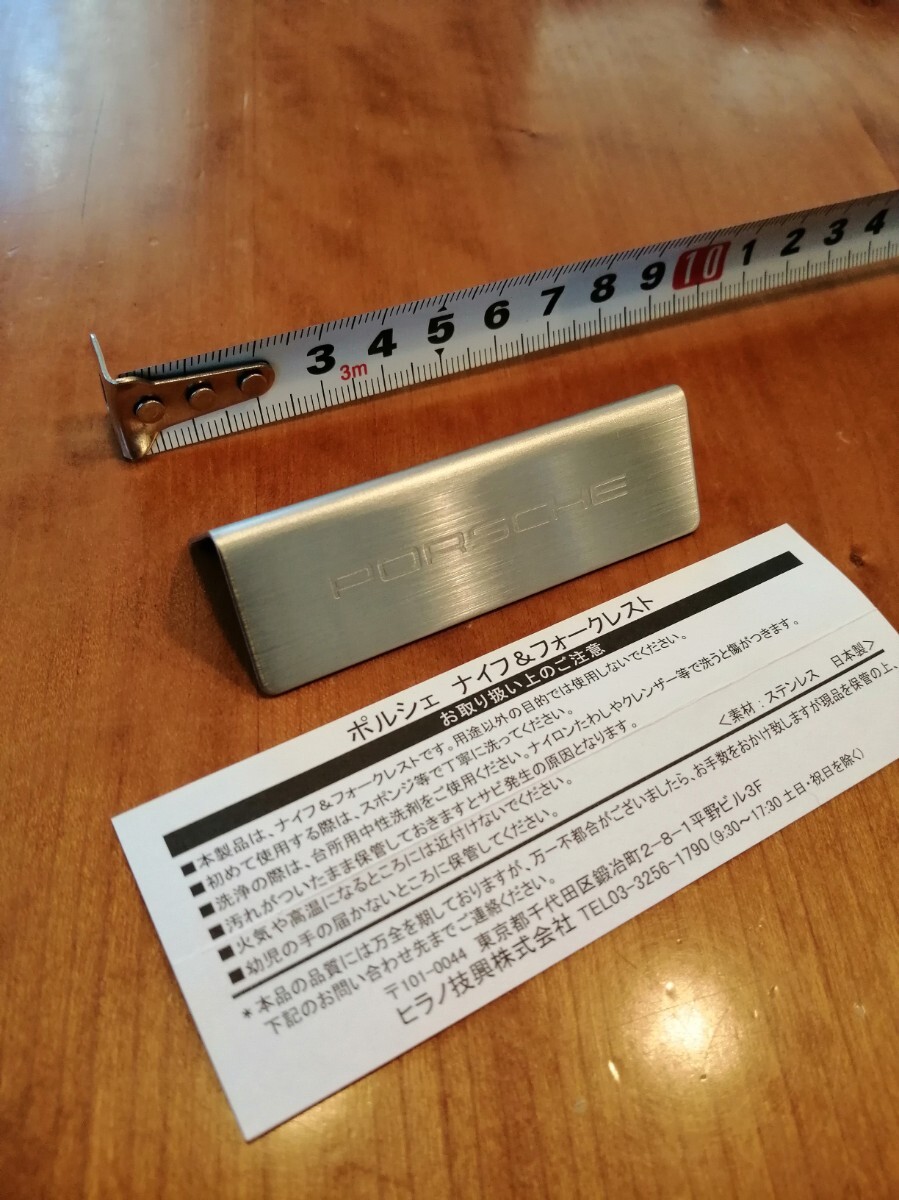 3 4 5 6 7 8 9 10 1 2 3 4
3m
PORSCHE
ポルシェ ナイフ&フォークレスト
お取り扱い上のご注意
■本製品は、ナイフ&フォークレストです。用途以外の目的では使用しないでください。
■初めて使用する際は、スポンジ等で丁寧に洗ってください。
■洗浄の際は、台所用中性洗剤をご使用ください。ナイロンたわしやクレンザー等で洗うと傷がつきます。
■汚れがついたまま保管しておきますとサビ発生の原因となります。
■火気や高温になるところには近付けないでください。
■幼児の手の届かないところに保管してください。
<素材:ステンレス 日本製>
*本品の品質には万全を期しておりますが、万一不都合がございましたら、お手数をおかけ致しますが現品を保管の上、
下記のお問い合わせ先までご連絡ください。
〒101-0044 東京都千代田区鍛冶町2-8-1平野ビル3F
ヒラノ技興株式会社 TEL03-3256-1790(9:30~17:30 土日・祝日を除く)